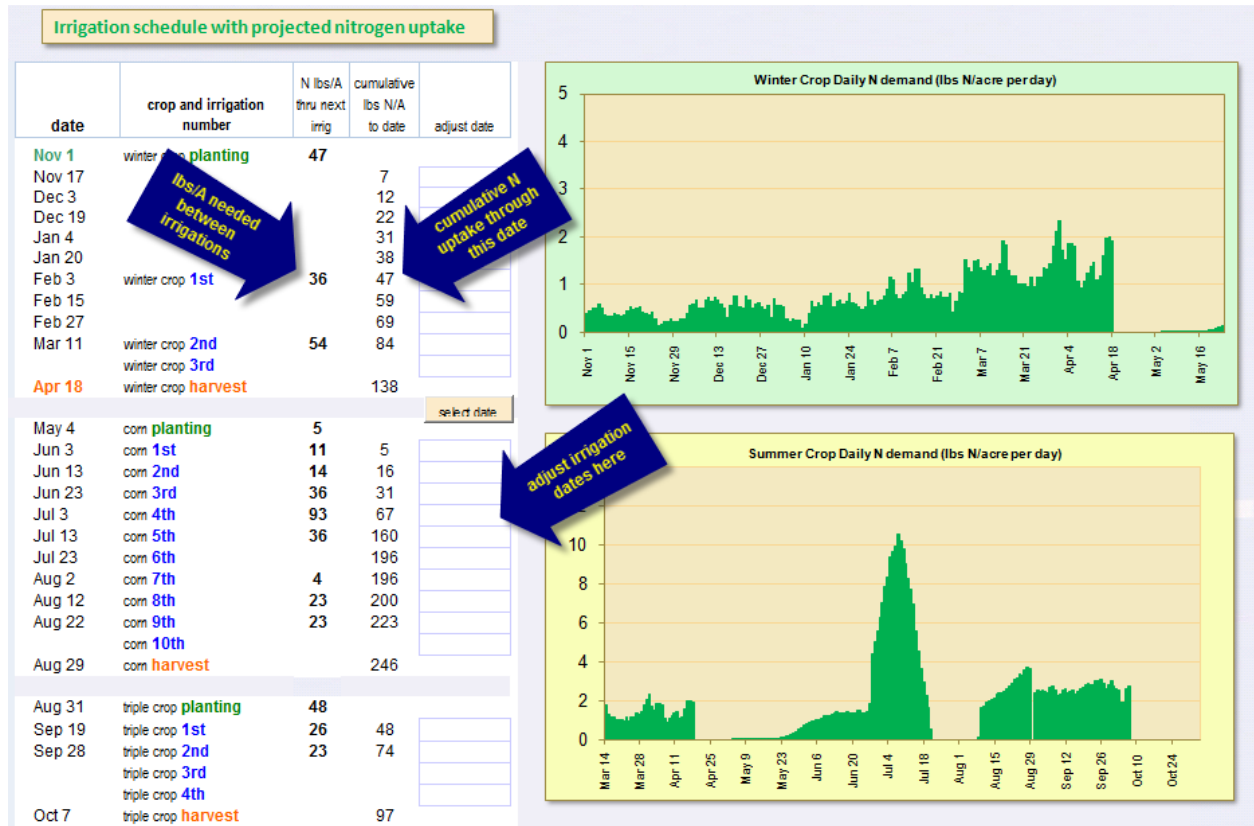 Irrigation schedule with projected nitrogen uptake
date
crop and irrigation
number
N lbs/A
thru next
irrig
cumulative
lbs N/A
to date
adjust date
Nov 1 winter crop planting 47
Nov 17 7
Dec 3 12
Dec 19 22
Jan 4 31
Jan 20 38
Feb 3 winter crop 1st 36 47
Feb 15 59
Feb 27 69
Mar 11 winter crop 2nd 54 84
winter crop 3rd
Apr 18 winter crop harvest 138
lbs/A needed
between
irrigations
cumulative N
uptake through
this date
select date
May 4 corn planting 5
Jun 3 corn 1st 11 5
Jun 13 corn 2nd 14 16
Jun 23 corn 3rd 36 31
Jul 3 corn 4th 93 67
Jul 13 corn 5th 36 160
Jul 23 corn 6th 196
Aug 2 corn 7th 4 196
Aug 12 corn 8th 23 200
Aug 22 corn 9th 23 223
corn 10th
Aug 29 corn harvest 246
adjust irrigation
dates here
Aug 31 triple crop planting 48
Sep 19 triple crop 1st 26 48
Sep 28 triple crop 2nd 23 74
triple crop 3rd
triple crop 4th
Oct 7 triple crop harvest 97
Winter Crop Daily N demand (lbs N/acre per day)
5
4
3
2
1
0
Nov 1 Nov 15 Nov 29 Dec 13 Dec 27 Jan 10 Jan 24 Feb 7 Feb 21 Mar 7 Mar 21 Apr 4 Apr 18 May 2 May 16
Summer Crop Daily N demand (lbs N/acre per day)
10
8
6
4
2
0
Mar 14 Mar 28 Apr 11 Apr 25 May 9 May 23 Jun 6 Jun 20 Jul 4 Jul 18 Aug 1 Aug 15 Aug 29 Sep 12 Sep 26 Oct 10 Oct 24